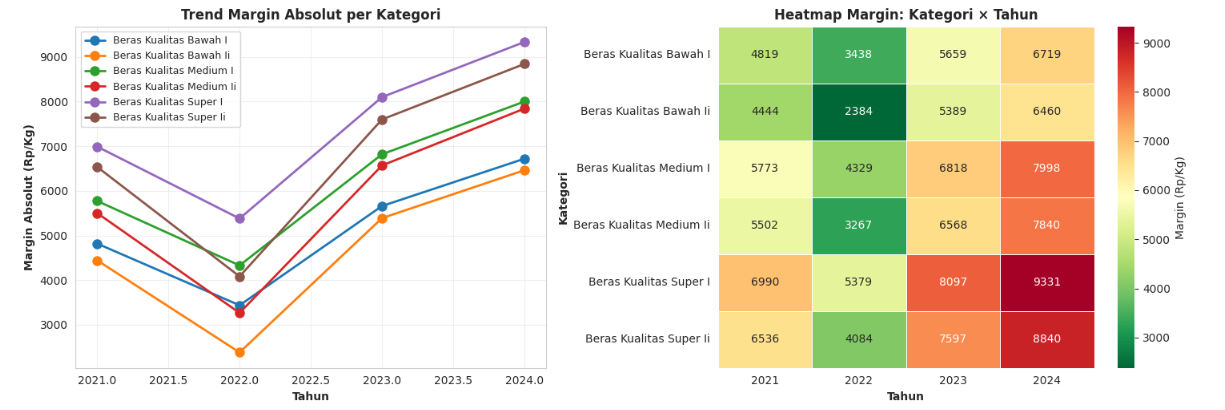 Trend Margin Absolut per Kategori
Margin Absolut (Rp/Kg)
9000
8000
7000
6000
5000
4000
3000
Beras Kualitas Bawah I
Beras Kualitas Bawah Ii
Beras Kualitas Medium I
Beras Kualitas Medium Ii
Beras Kualitas Super I
Beras Kualitas Super Ii
2021.0 2021.5 2022.0 2022.5 2023.0 2023.5 2024.0
Tahun
Heatmap Margin: Kategori × Tahun
Kategori
Beras Kualitas Bawah I 4819 3438 5659 6719
Beras Kualitas Bawah Ii 4444 2384 5389 6460
Beras Kualitas Medium I 5773 4329 6818 7998
Beras Kualitas Medium Ii 5502 3267 6568 7840
Beras Kualitas Super I 6990 5379 8097 9331
Beras Kualitas Super Ii 6536 4084 7597 8840
2021 2022 2023 2024
Tahun
9000
8000
7000
6000
5000
4000
3000
Margin (Rp/Kg)